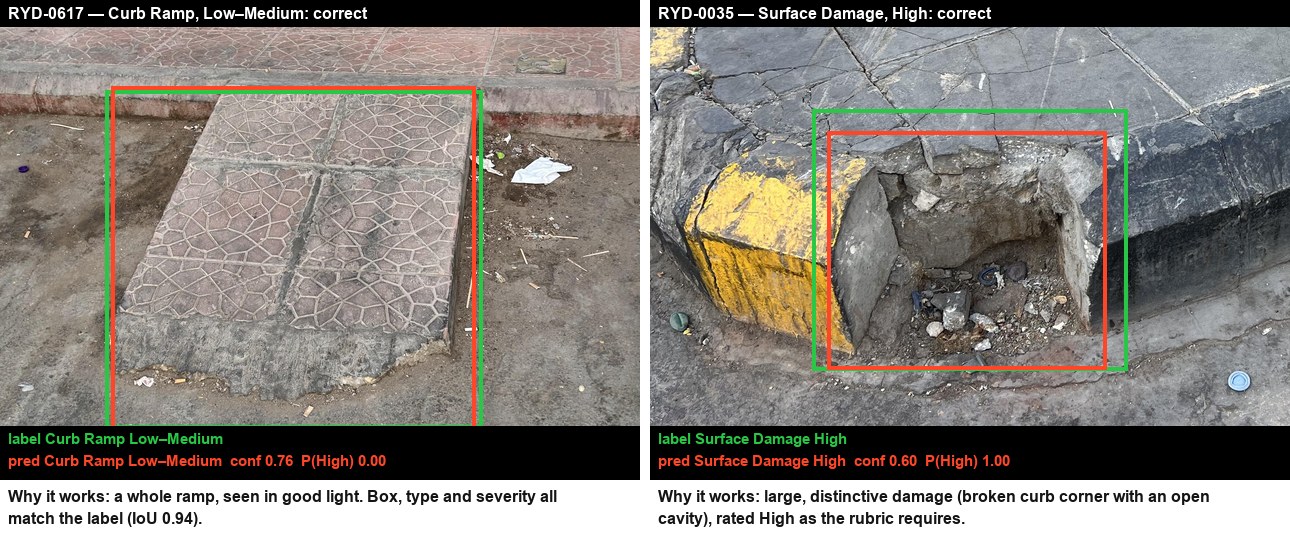 RYD-0617 — Curb Ramp, Low–Medium: correct
label Curb Ramp Low–Medium
pred Curb Ramp Low–Medium  conf 0.76  P(High) 0.00
Why it works: a whole ramp, seen in good light. Box, type and severity all
match the label (IoU 0.94).
RYD-0035 — Surface Damage, High: correct
label Surface Damage High
pred Surface Damage High  conf 0.60  P(High) 1.00
Why it works: large, distinctive damage (broken curb corner with an open
cavity), rated High as the rubric requires.